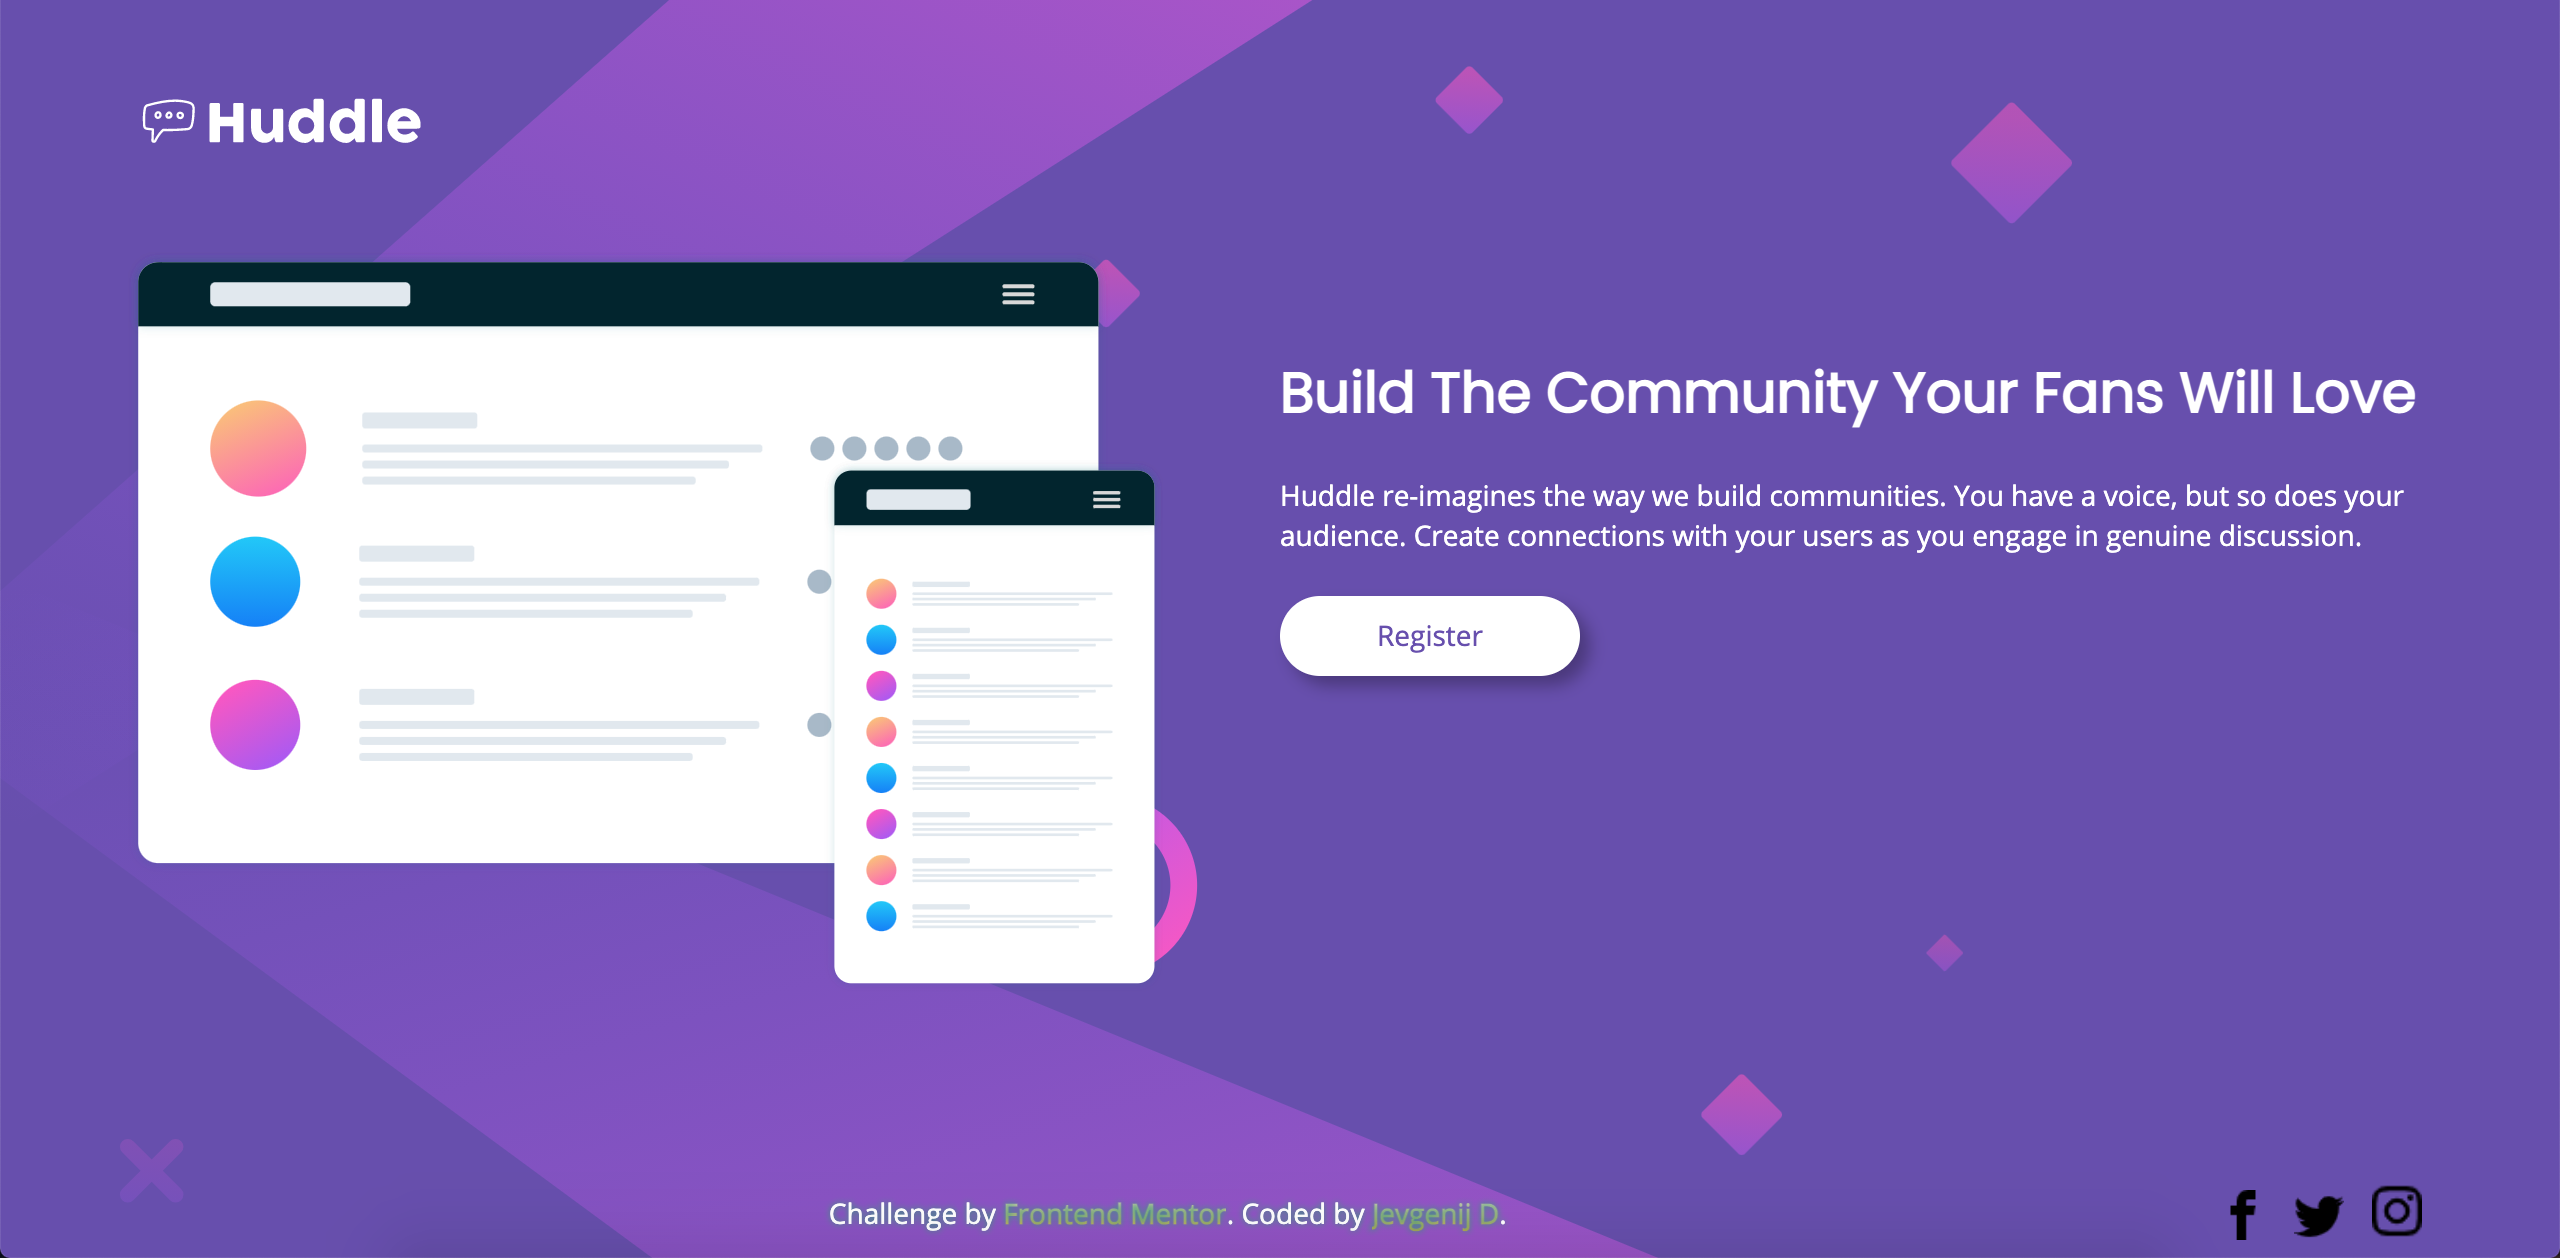 Huddle
Build The Community Your Fans Will Love
Huddle re-imagines the way we build communities. You have a voice, but so does your
audience. Create connections with your users as you engage in genuine discussion.
Register
Challenge by Frontend Mentor. Coded by Jevgenij D.